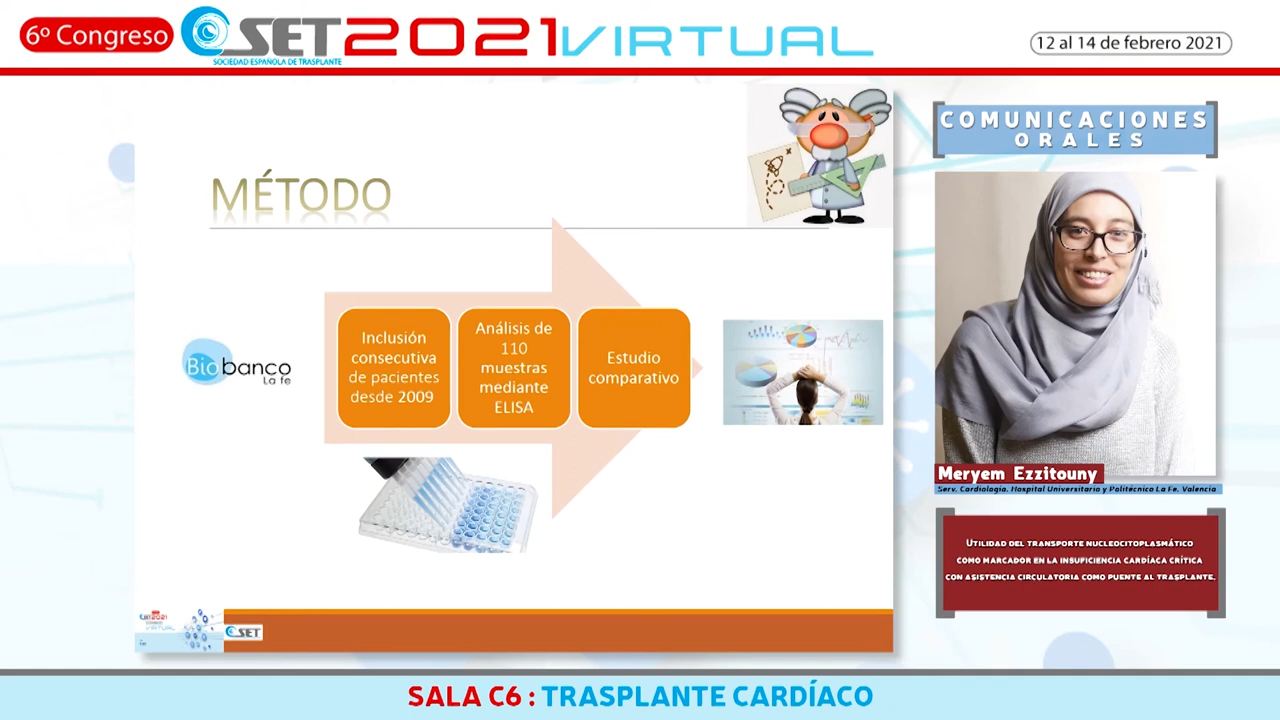 6º Congreso
SET2021 VIRTUAL
SOCIEDAD ESPAÑOLA DE TRASPLANTE
12 al 14 de febrero 2021
MÉTODO
Biobanco
La fe
Inclusión
consecutiva
de pacientes
desde 2009
Análisis de
110
muestras
mediante
ELISA
Estudio
comparativo
SET
COMUNICACIONES
ORALES
Meryem Ezzitouny
Serv. Cardiología. Hospital Universitario y Politécnico La Fe. Valencia
Utilidad del transporte nucleocitoplasmático
como marcador en la insuficiencia cardíaca crítica
con asistencia circulatoria como puente al trasplante.
SALA C6 : TRASPLANTE CARDÍACO